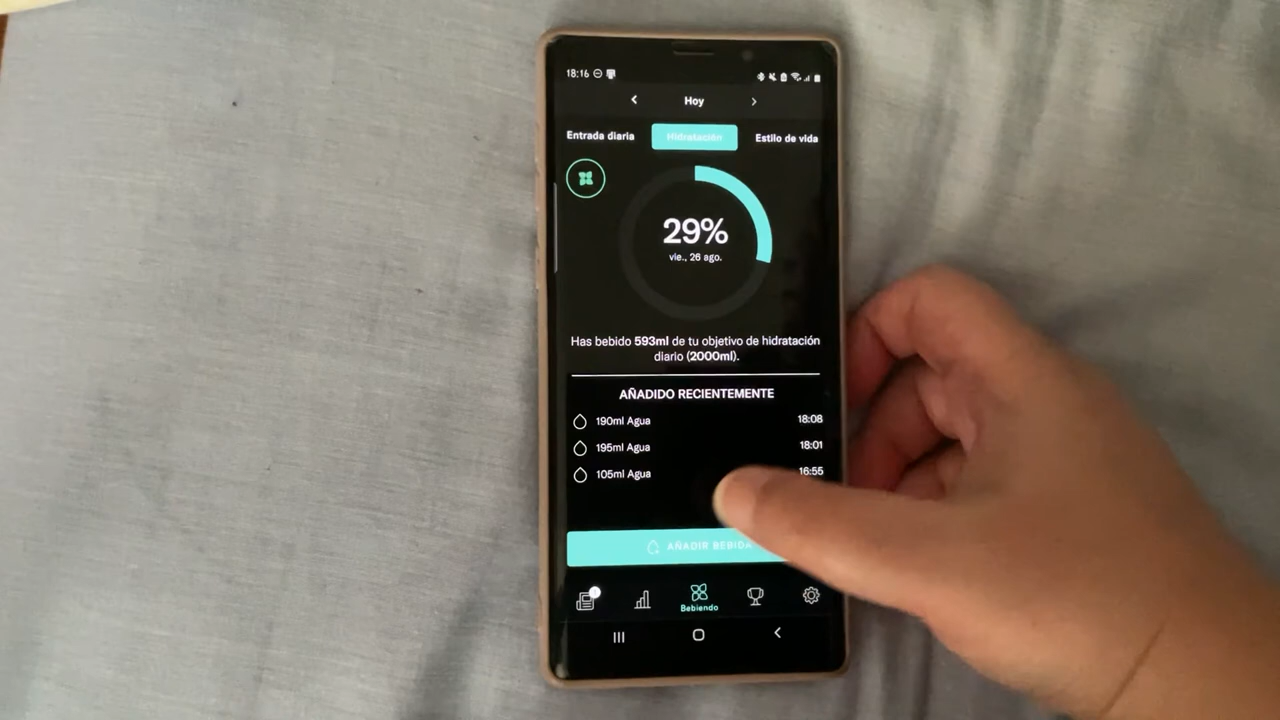 18:16
Hoy
Entrada diaria Hidratación Estilo de vida
29%
vie., 26 ago.
Has bebido 593ml de tu objetivo de hidratación
diario (2000ml).
AÑADIDO RECIENTEMENTE
190ml Agua 18:08
195ml Agua 18:01
105ml Agua 16:55
AÑADIR BEBIDA
Bebiendo